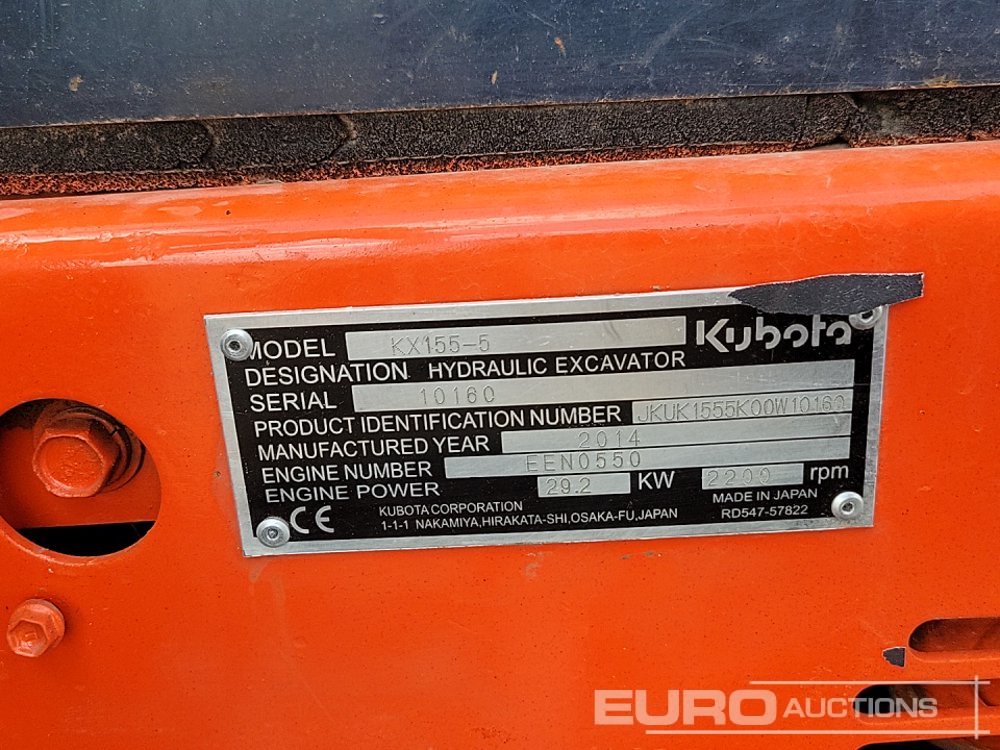 MODEL KX155-5 Kubota
DESIGNATION HYDRAULIC EXCAVATOR
SERIAL 10160
PRODUCT IDENTIFICATION NUMBER JKUK1555K00W10160
MANUFACTURED YEAR 2014
ENGINE NUMBER EEN0550
ENGINE POWER 29.2 KW 2200 rpm
CE KUBOTA CORPORATION MADE IN JAPAN
1-1-1 NAKAMIYA,HIRAKATA-SHI,OSAKA-FU,JAPAN RD547-57822
EURO AUCTIONS